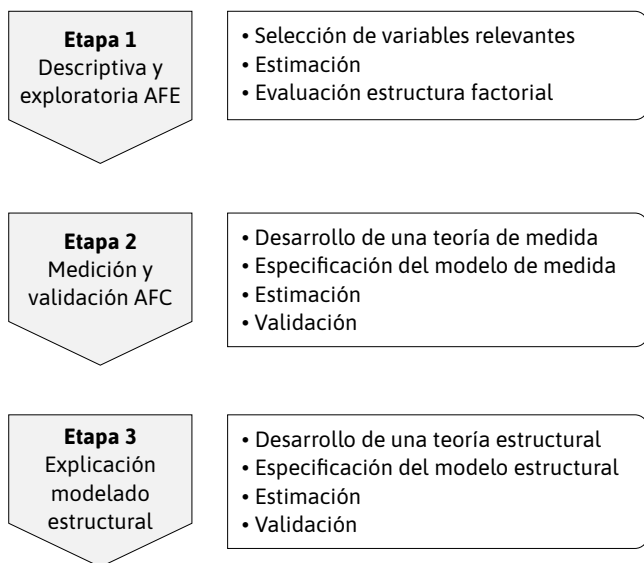 Etapa 1
Descriptiva y
exploratoria AFE
• Selección de variables relevantes
• Estimación
• Evaluación estructura factorial
Etapa 2
Medición y
validación AFC
• Desarrollo de una teoría de medida
• Especificación del modelo de medida
• Estimación
• Validación
Etapa 3
Explicación
modelado
estructural
• Desarrollo de una teoría estructural
• Especificación del modelo estructural
• Estimación
• Validación